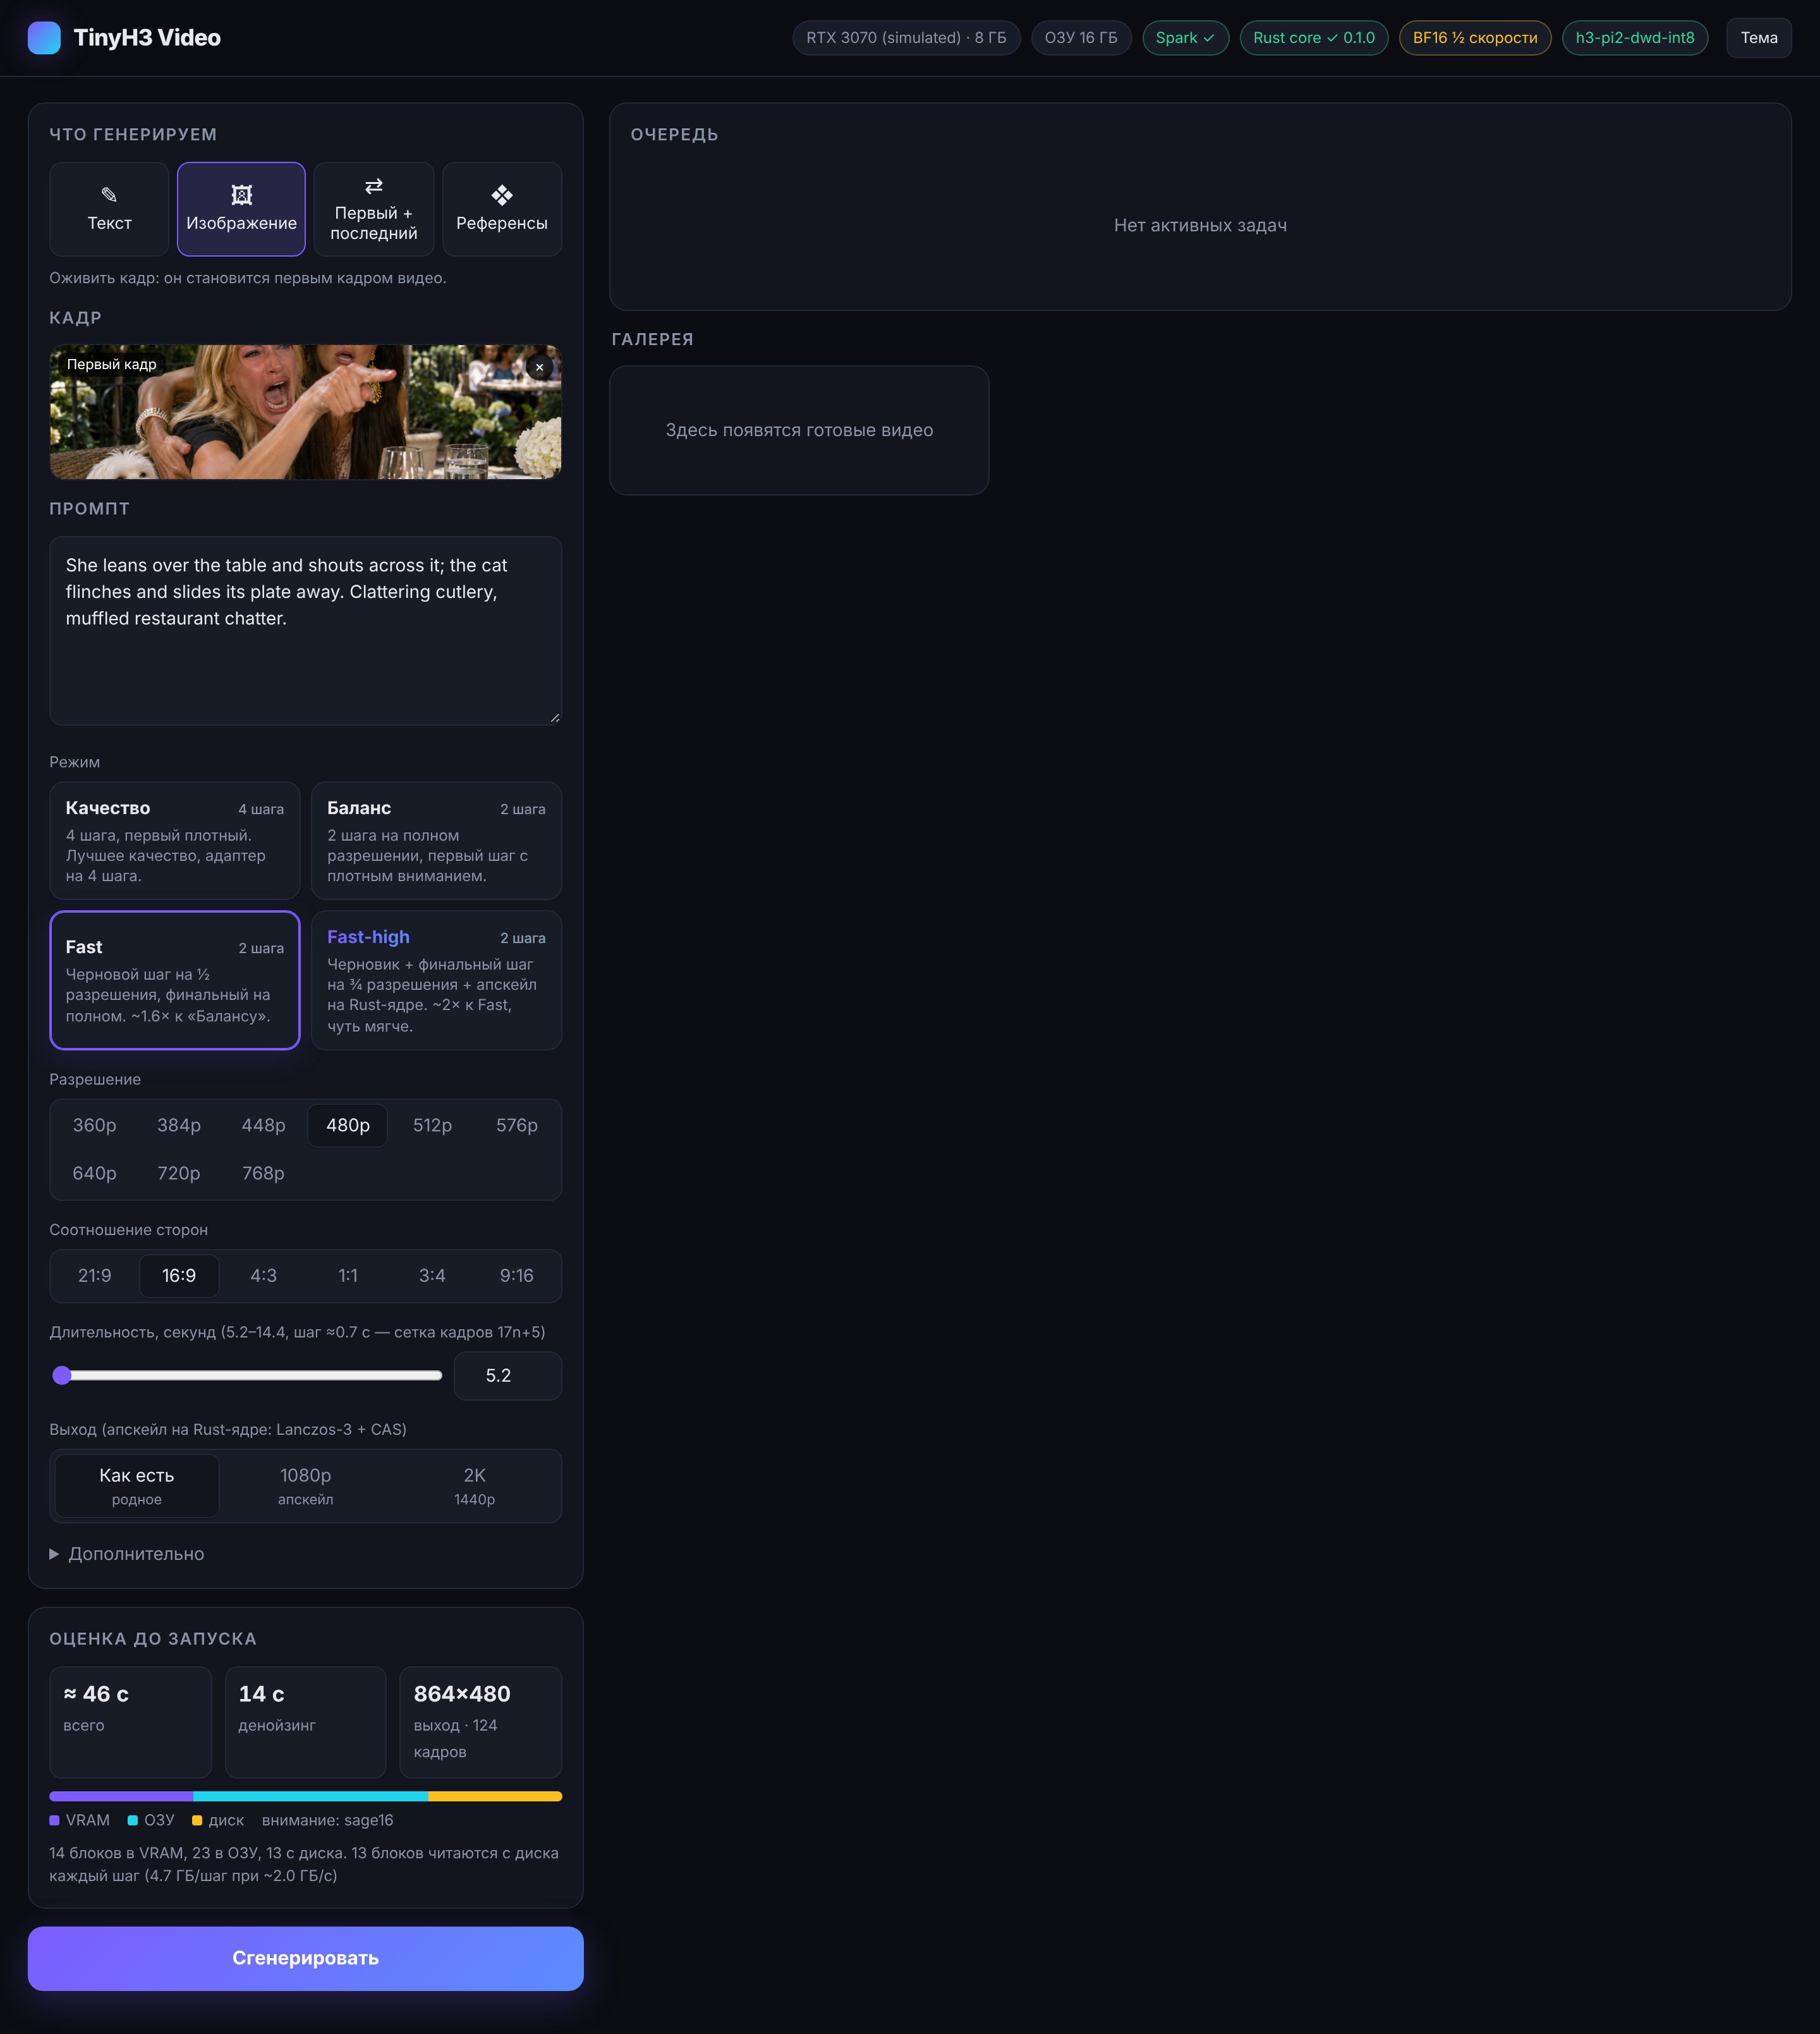 TinyH3 Video
RTX 3070 (simulated) · 8 ГБ
ОЗУ 16 ГБ
Spark ✓
Rust core ✓ 0.1.0
BF16 ½ скорости
h3-pi2-dwd-int8
Тема
ЧТО ГЕНЕРИРУЕМ
Текст
Изображение
Первый +
последний
Референсы
Оживить кадр: он становится первым кадром видео.
КАДР
Первый кадр
×
ПРОМПТ
She leans over the table and shouts across it; the cat
flinches and slides its plate away. Clattering cutlery,
muffled restaurant chatter.
Режим
Качество 4 шага
4 шага, первый плотный.
Лучшее качество, адаптер
на 4 шага.
Баланс 2 шага
2 шага на полном
разрешении, первый шаг с
плотным вниманием.
Fast 2 шага
Черновой шаг на ½
разрешения, финальный на
полном. ~1.6× к «Балансу».
Fast-high 2 шага
Черновик + финальный шаг
на ¾ разрешения + апскейл
на Rust-ядре. ~2× к Fast,
чуть мягче.
Разрешение
360p 384p 448p 480p 512p 576p
640p 720p 768p
Соотношение сторон
21:9 16:9 4:3 1:1 3:4 9:16
Длительность, секунд (5.2–14.4, шаг ≈0.7 с — сетка кадров 17n+5)
5.2
Выход (апскейл на Rust-ядре: Lanczos-3 + CAS)
Как есть
родное
1080p
апскейл
2K
1440p
Дополнительно
ОЦЕНКА ДО ЗАПУСКА
≈ 46 с
всего
14 с
денойзинг
864×480
выход · 124
кадров
VRAM ОЗУ диск внимание: sage16
14 блоков в VRAM, 23 в ОЗУ, 13 с диска. 13 блоков читаются с диска
каждый шаг (4.7 ГБ/шаг при ~2.0 ГБ/с)
Сгенерировать
ОЧЕРЕДЬ
Нет активных задач
ГАЛЕРЕЯ
Здесь появятся готовые видео